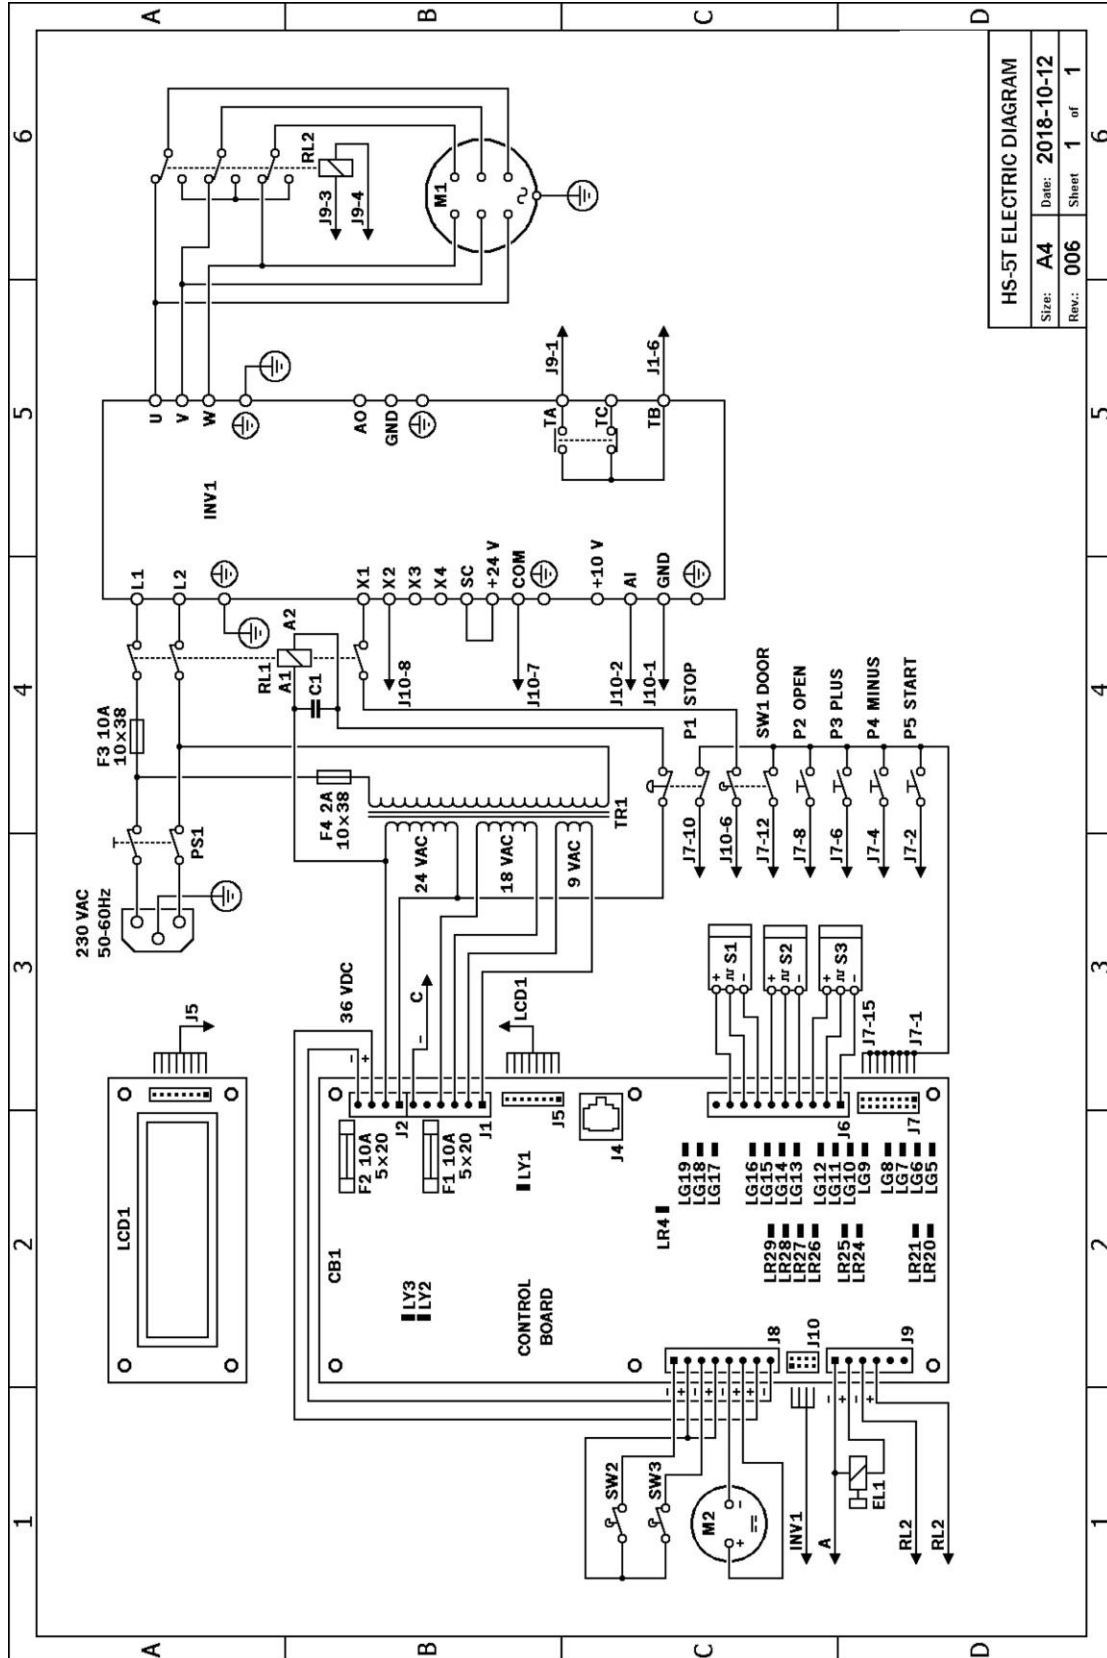 1
2
3
4
5
6
A
B
C
D
LCD1
J5
230 VAC
50-60Hz
PS1
F3 10A
10×38
RL1
A1
A2
C1
L1
L2
INV1
U
V
W
RL2
J9-3
J9-4
M1
F4 2A
10×38
24 VAC
18 VAC
9 VAC
TR1
X1
X2
X3
X4
SC
+24 V
COM
+10 V
AI
GND
J10-8
J10-7
J10-2
J10-1
AO
GND
TA
TC
TB
J9-1
J1-6
CB1
CONTROL
BOARD
LY3
LY2
F2 10A
5×20
F1 10A
5×20
LY1
J2
J1
J5
J4
36 VDC
-
+
-
C
LCD1
P1 STOP
SW1 DOOR
P2 OPEN
P3 PLUS
P4 MINUS
P5 START
J7-10
J10-6
J7-12
J7-8
J7-6
J7-4
J7-2
+
S1
-
+
S2
-
+
S3
-
J7-15
J7-1
J6
J7
LR4
LG19
LG18
LG17
LG16
LG15
LG14
LG13
LG12
LG11
LG10
LG9
LG8
LG7
LG6
LG5
LR29
LR28
LR27
LR26
LR25
LR24
LR21
LR20
J8
J10
J9
- + - + - + + -
- + - +
SW2
SW3
M2
+ -
INV1
A
EL1
RL2
RL2
HS-5T ELECTRIC DIAGRAM
Size: A4 Date: 2018-10-12
Rev.: 006 Sheet 1 of 1
1
2
3
4
5
6
A
B
C
D